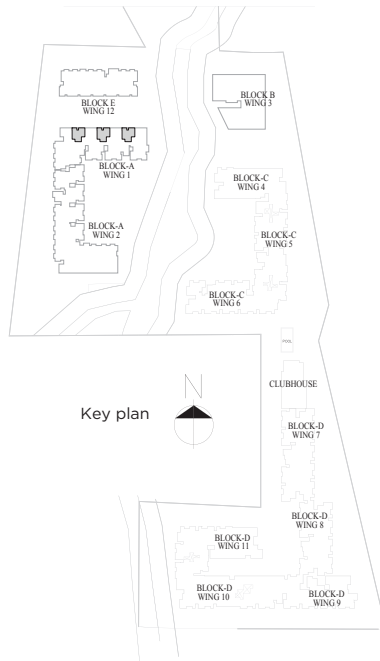 BLOCK E
WING 12
BLOCK B
WING 3
BLOCK-A
WING 1
BLOCK-C
WING 4
BLOCK-A
WING 2
BLOCK-C
WING 5
BLOCK-C
WING 6
POOL
CLUBHOUSE
N
Key plan
BLOCK-D
WING 7
BLOCK-D
WING 8
BLOCK-D
WING 11
BLOCK-D
WING 10
BLOCK-D
WING 9